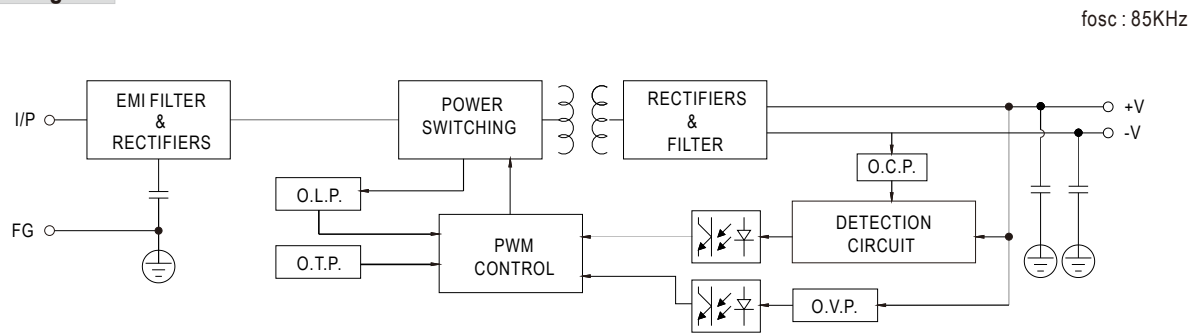 fosc : 85KHz
I/P
EMI FILTER
&
RECTIFIERS
POWER
SWITCHING
RECTIFIERS
&
FILTER
+V
-V
O.C.P.
O.L.P.
FG
PWM
CONTROL
DETECTION
CIRCUIT
O.T.P.
O.V.P.